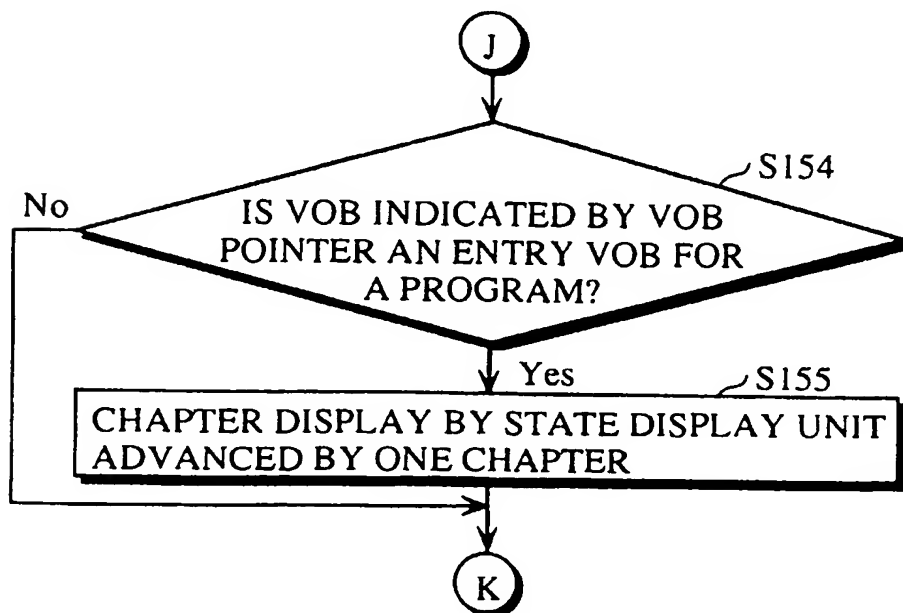 J
S154
No
IS VOB INDICATED BY VOB
POINTER AN ENTRY VOB FOR
A PROGRAM?
Yes
S155
CHAPTER DISPLAY BY STATE DISPLAY UNIT
ADVANCED BY ONE CHAPTER
K